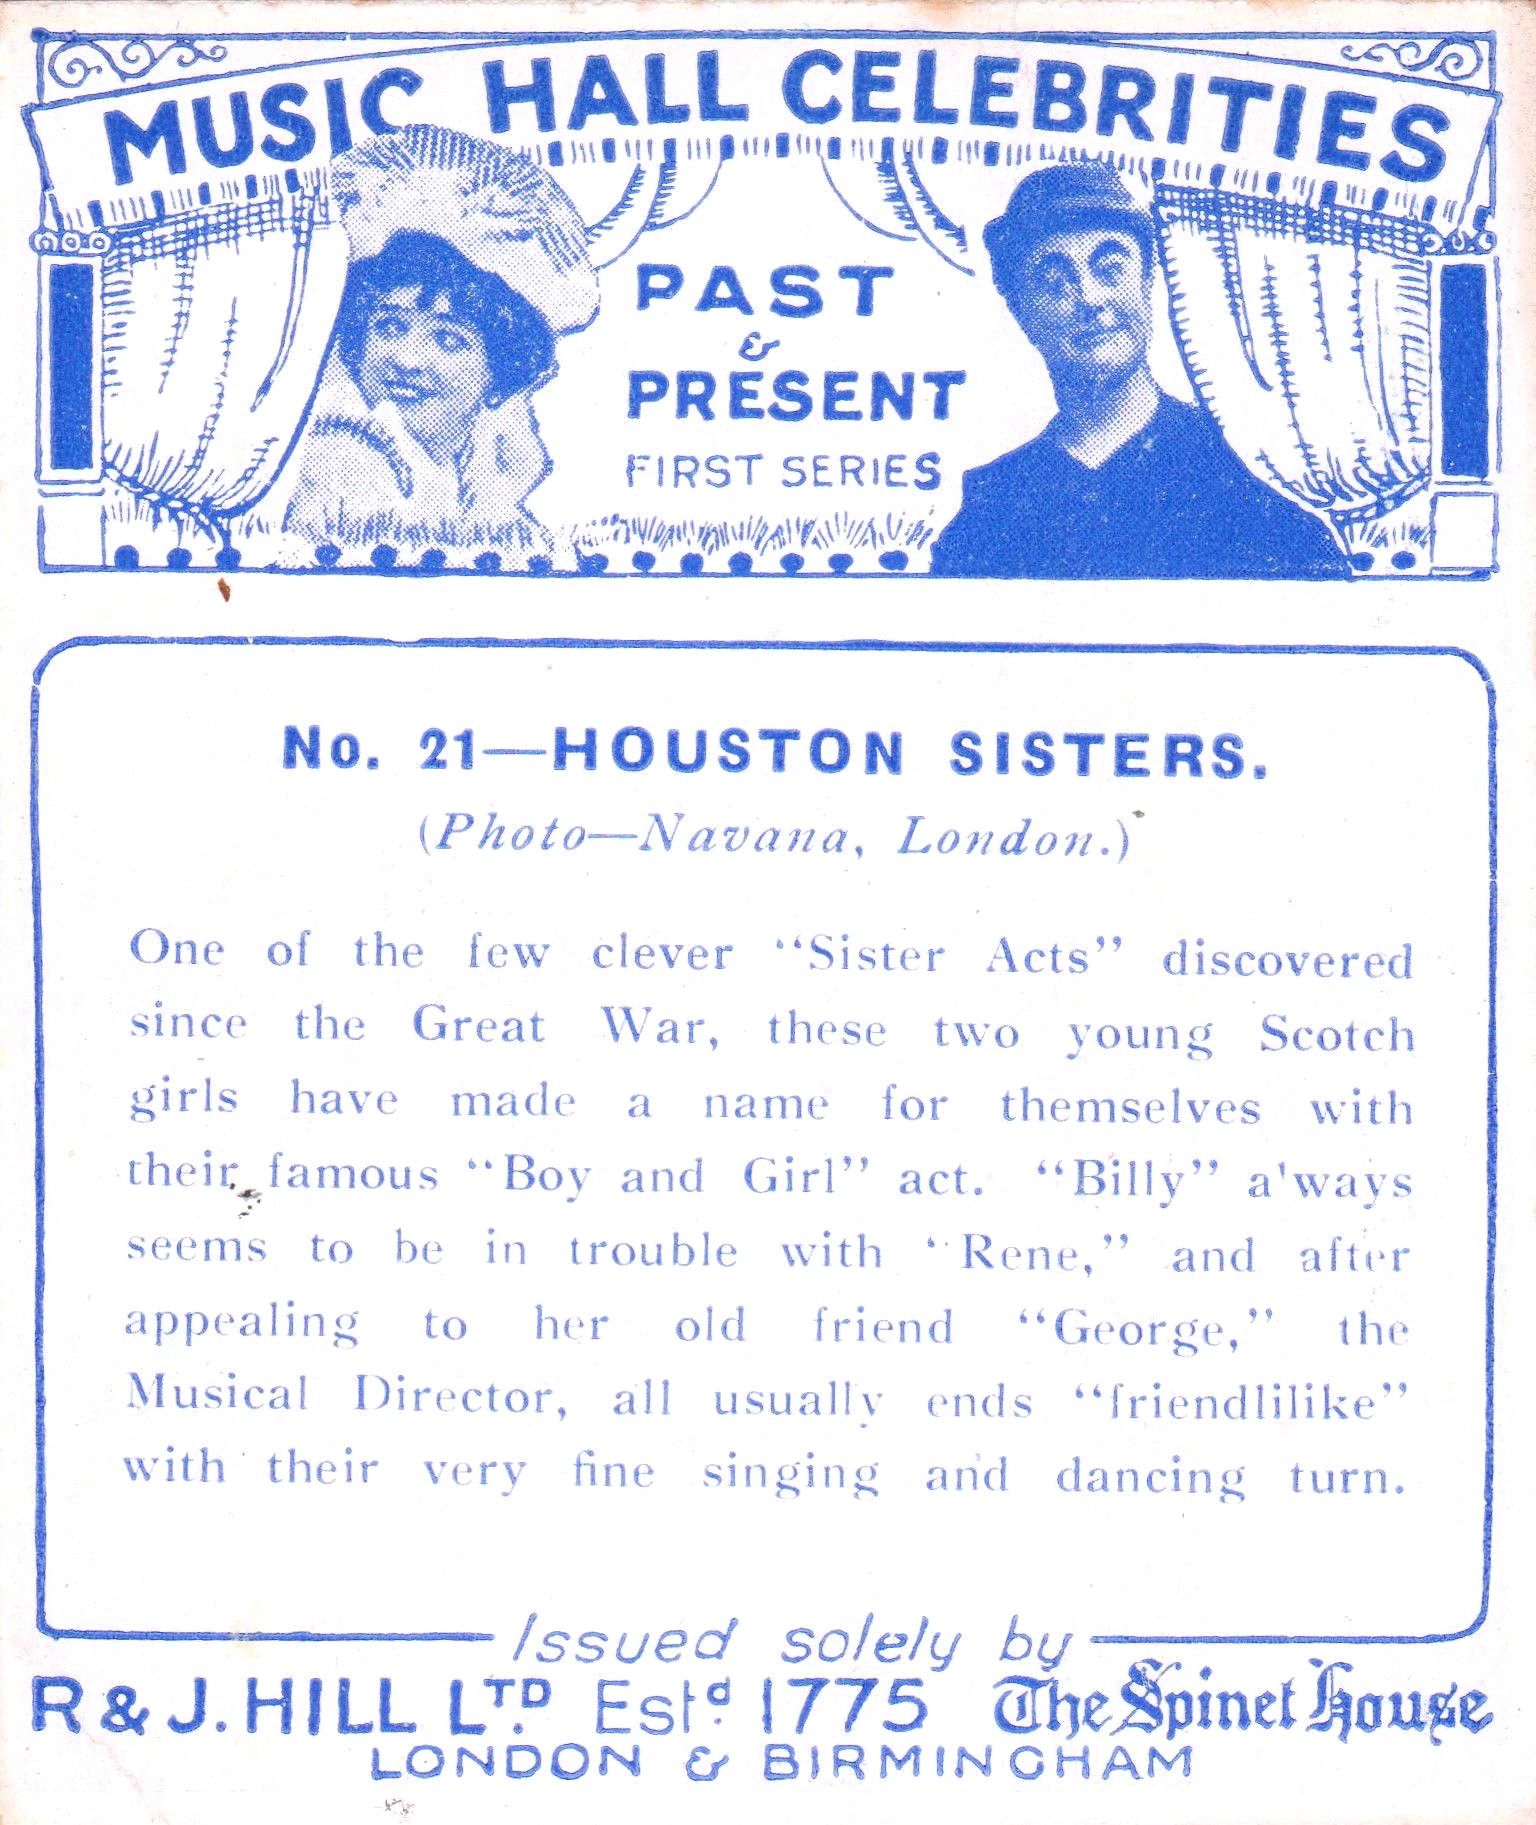 MUSIC HALL CELEBRITIES
PAST
&
PRESENT
FIRST SERIES
No. 21—HOUSTON SISTERS.
(Photo—Navana, London.)
One of the few clever “Sister Acts” discovered
since the Great War, these two young Scotch
girls have made a name for themselves with
their famous “Boy and Girl” act. “Billy” a'ways
seems to be in trouble with “Rene,” and after
appealing to her old friend “George,” the
Musical Director, all usually ends “friendlilike”
with their very fine singing and dancing turn.
Issued solely by
R & J. HILL LTD. Estd. 1775 The Spinet House
LONDON & BIRMINGHAM